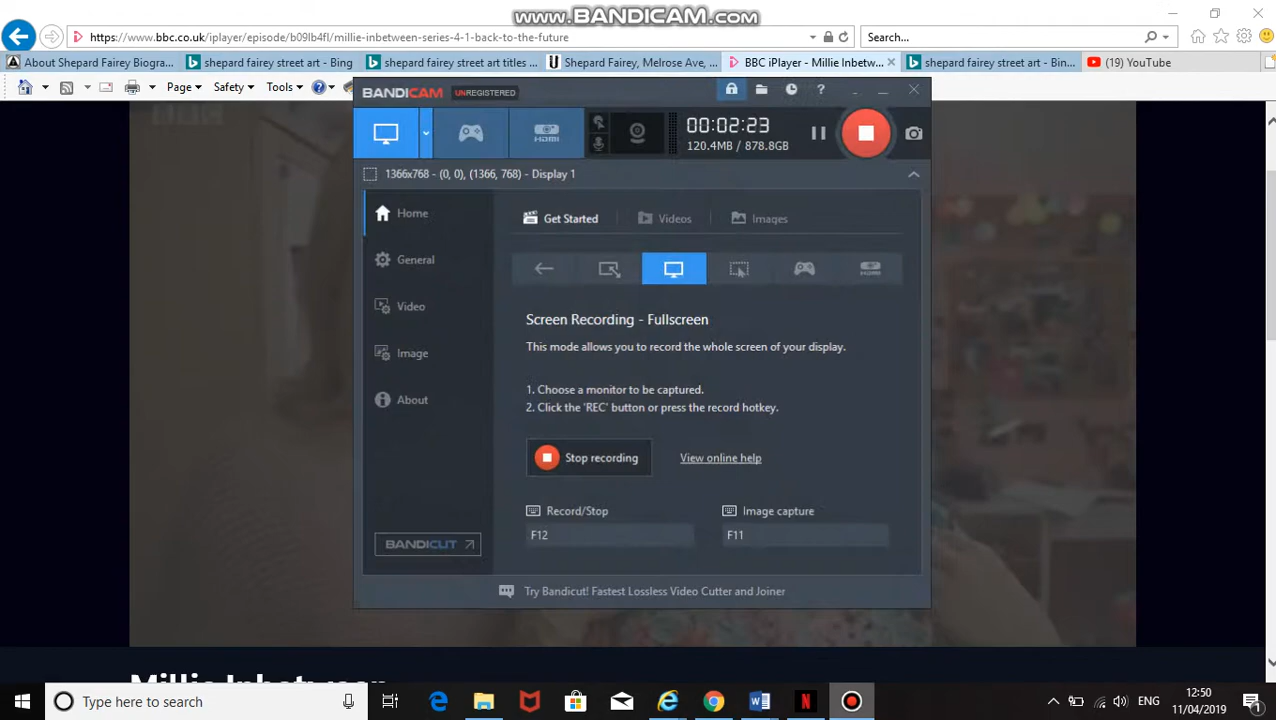 www.BANDICAM.com
https://www.bbc.co.uk/iplayer/episode/b09lb4fl/millie-inbetween-series-4-1-back-to-the-future
Search...
About Shepard Fairey Biogra...
shepard fairey street art - Bing
shepard fairey street art titles ...
Shepard Fairey, Melrose Ave, ...
BBC iPlayer - Millie Inbetw...
shepard fairey street art - Bin...
(19) YouTube
Page
Safety
Tools
BANDICAM UNREGISTERED
HDMI
00:02:23
120.4MB / 878.8GB
1366x768 - (0, 0), (1366, 768) - Display 1
Home
General
Video
Image
About
BANDICUT
Get Started
Videos
Images
HDMI
Screen Recording - Fullscreen
This mode allows you to record the whole screen of your display.
1. Choose a monitor to be captured.
2. Click the 'REC' button or press the record hotkey.
Stop recording
View online help
Record/Stop
F12
Image capture
F11
Try Bandicut! Fastest Lossless Video Cutter and Joiner
Millie Inbetween
Type here to search
ENG
12:50
11/04/2019